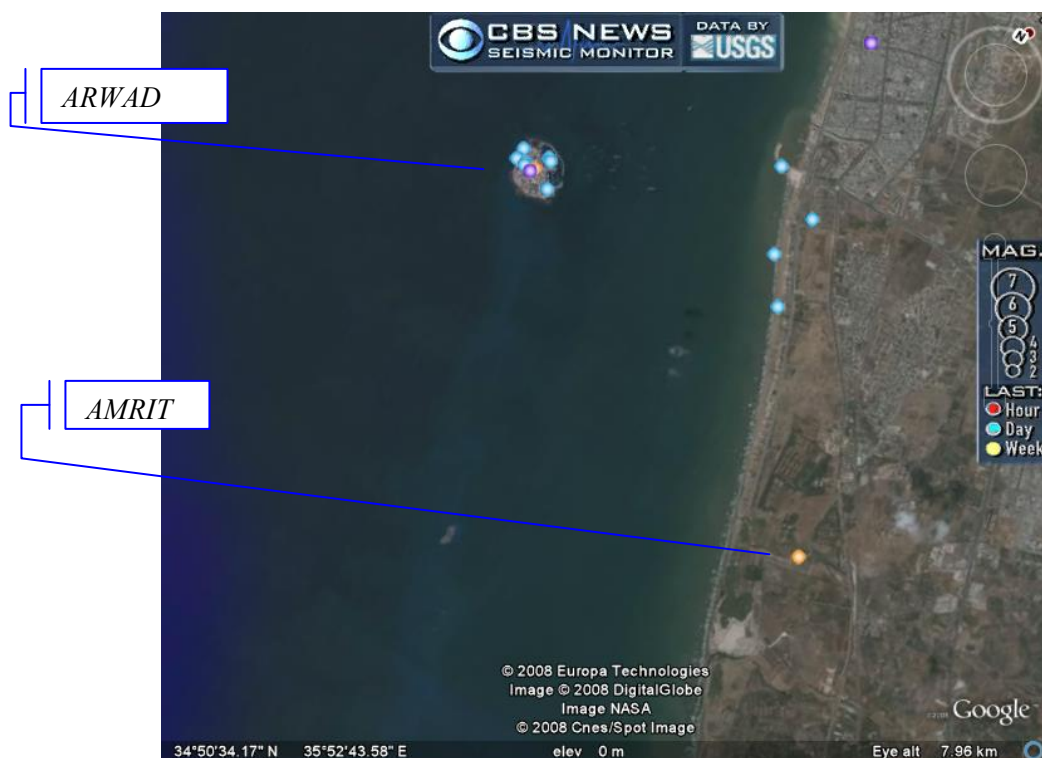 CBS NEWS
SEISMIC MONITOR
DATA BY
USGS
ARWAD
N
MAG.
7
6
5
4
3
2
LAST:
Hour
Day
Week
AMRIT
© 2008 Europa Technologies
Image © 2008 DigitalGlobe
Image NASA
© 2008 Cnes/Spot Image
Google
34°50'34.17" N 35°52'43.58" E elev 0 m Eye alt 7.96 km